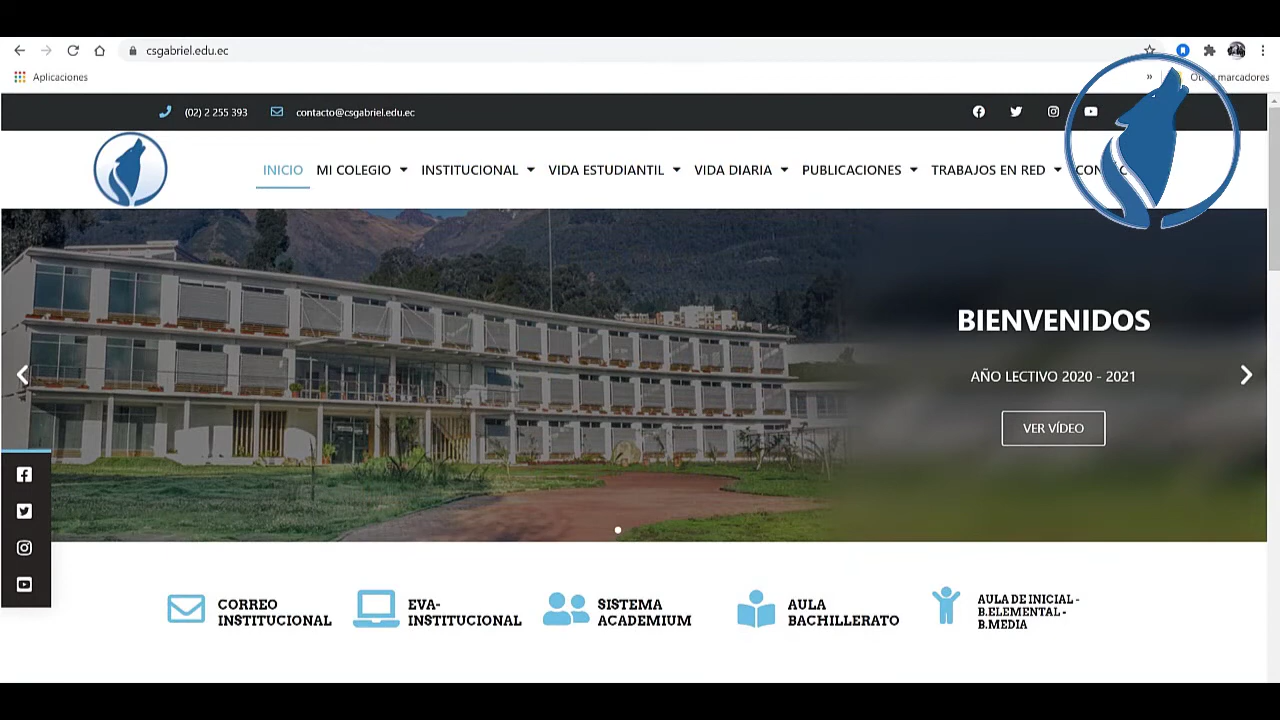 csgabriel.edu.ec
Aplicaciones
»
marcadores
(02) 2 255 393
contacto@csgabriel.edu.ec
INICIO
MI COLEGIO
INSTITUCIONAL
VIDA ESTUDIANTIL
VIDA DIARIA
PUBLICACIONES
TRABAJOS EN RED
BIENVENIDOS
AÑO LECTIVO 2020 - 2021
VER VÍDEO
CORREO
INSTITUCIONAL
EVA-
INSTITUCIONAL
SISTEMA
ACADEMIUM
AULA
BACHILLERATO
AULA DE INICIAL -
B.ELEMENTAL -
B.MEDIA